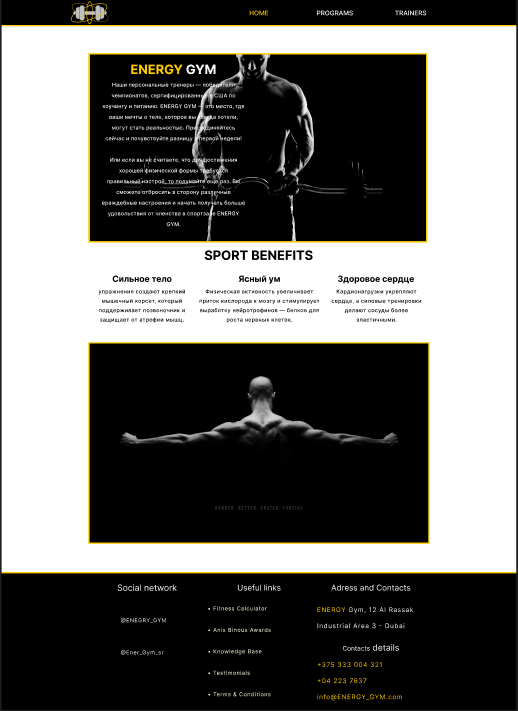 HOME PROGRAMS TRAINERS
ENERGY GYM
Наши персональные тренеры — победители
чемпионатов, сертифицированные в США по
коучингу и питанию. ENERGY GYM — это место, где
ваши мечты о теле, которое вы всегда хотели,
могут стать реальностью. Присоединяйтесь
сейчас и почувствуйте разницу с первой недели!
Или если вы не считаете, что для достижения
хорошей физической формы требуется
правильный настрой, то подумайте еще раз. Вы
сможете отбросить в сторону различные
враждебные настроения и начать получать больше
удовольствия от членства в спортзале ENERGY
GYM.
SPORT BENEFITS
Сильное тело
упражнения создают крепкий
мышечный корсет, который
поддерживает позвоночник и
защищает от атрофии мышц.
Ясный ум
Физическая активность увеличивает
приток кислорода к мозгу и стимулирует
выработку нейротрофинов — белков для
роста нервных клеток.
Здоровое сердце
Кардионагрузки укрепляют
сердце, а силовые тренировки
делают сосуды более
эластичными.
HARDER. BETTER. FASTER.
Social network
@ENEGRY_GYM
@Ener_Gym_sr
Useful links
• Fitness Calculator
• Anis Binous Awards
• Knowledge Base
• Testimonials
• Terms & Conditions
Adress and Contacts
ENERGY Gym, 12 Al Rassak
Industrial Area 3 - Dubai
Contacts details
+375 333 004 321
+04 223 7637
info@ENERGY_GYM.com